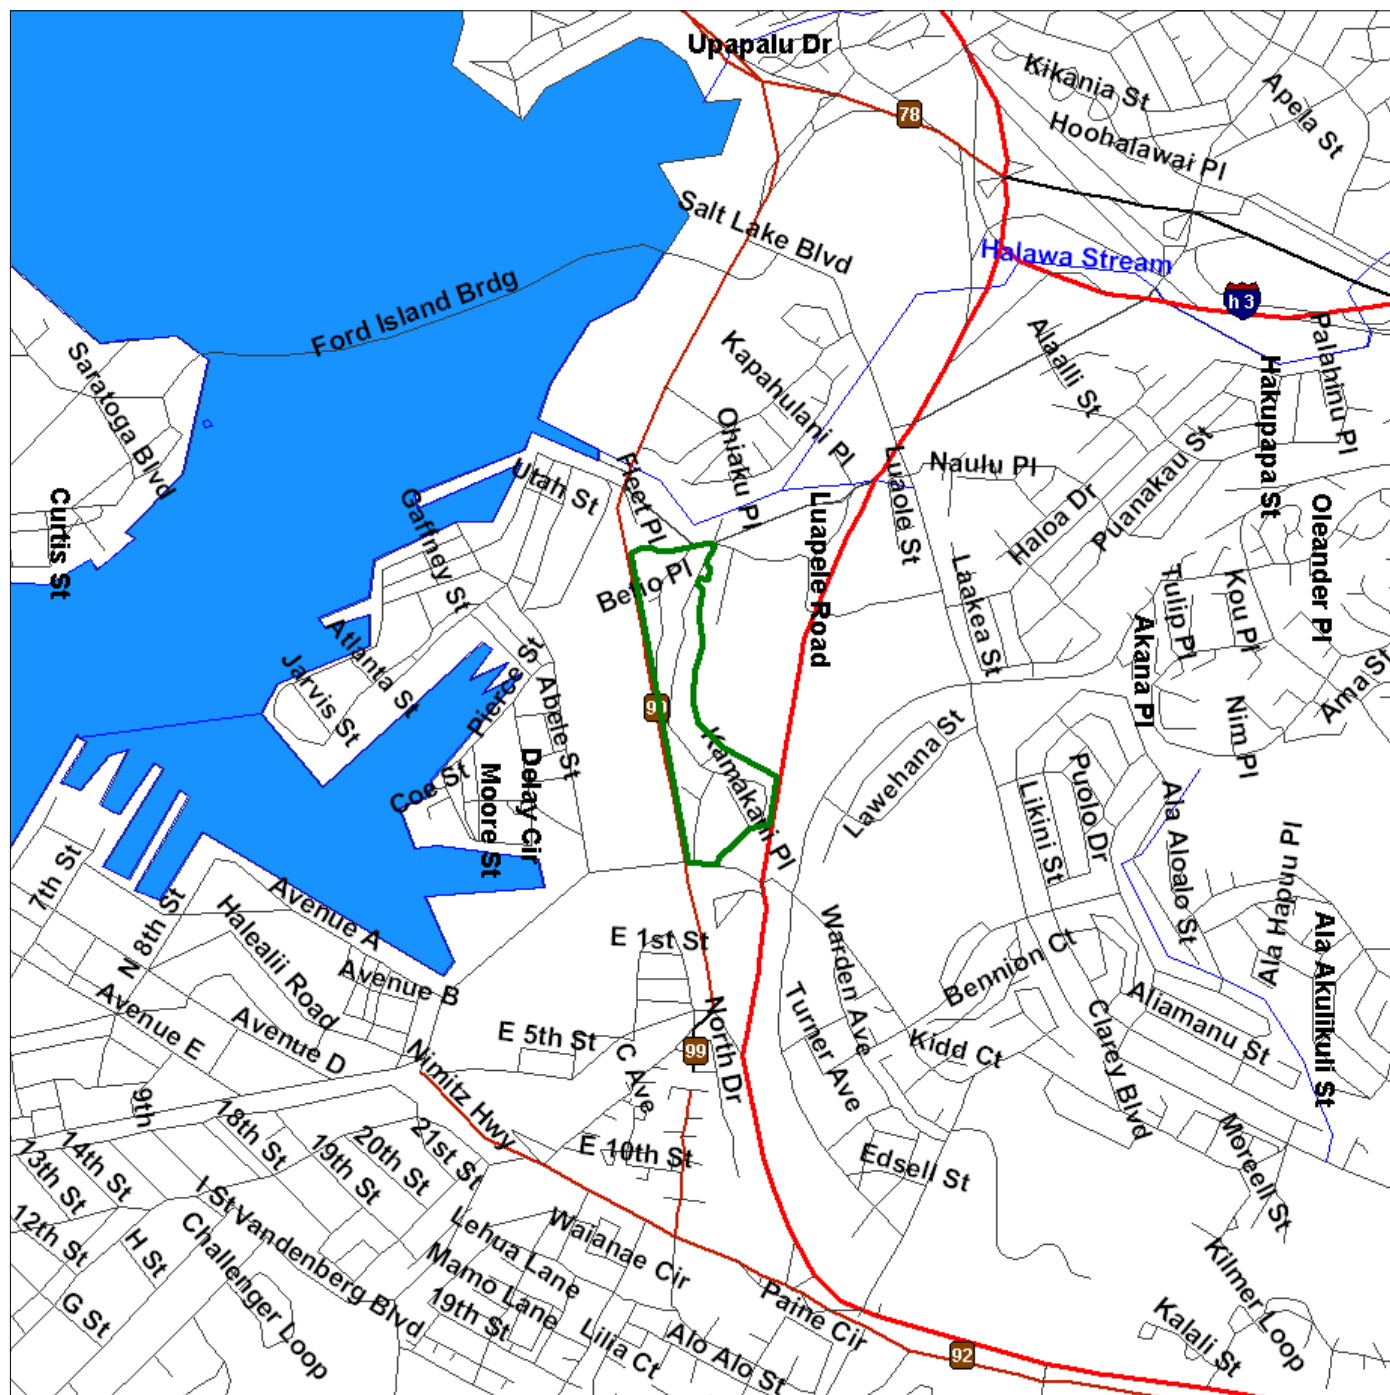 Upapalu Dr
Kikania St
Apela St
78
Hoohalawai Pl
Salt Lake Blvd
Halawa Stream
h 3
Ford Island Brdg
Saratoga Blvd
Kapahulani Pl
Alaalli St
Palahinu Pl
Hakupapa St
Ohiaku Pl
Fleet Pl
Utah St
Luaole St
Naulu Pl
Puanakau St
Haloa Dr
Curtis St
Gaffney St
Luapele Road
Oleander Pl
Betio Pl
Laakea St
Tulip Pl
Kou Pl
Atlanta St
Jarvis St
Pierce St
Abele St
Akana Pl
Ama St
Nim Pl
Kamakani Pl
Lawehana St
Coe St
Moore St
Delay Cir
Likini St
Puolo Dr
Ala Aloalo St
Ala Hapuu Pl
Ala Akulikuli St
7th St
N 8th St
Avenue A
Halealii Road
Avenue B
E 1st St
Warden Ave
Bennion Ct
Avenue E
Avenue D
Nimitz Hwy
E 5th St
C Ave
99
North Dr
Turner Ave
Kidd Ct
Clarey Blvd
Aliamanu St
9th
18th St
19th St
20th St
21st St
E 10th St
Edsell St
Moreell St
13th St
14th St
12th St
H St
G St
I St
Vandenberg Blvd
Challenger Loop
Lehua Lane
Waianae Cir
Mamo Lane
19th St
Lilia Ct
Alo Alo St
Paine Cir
92
Kalali St
Kilmer Loop